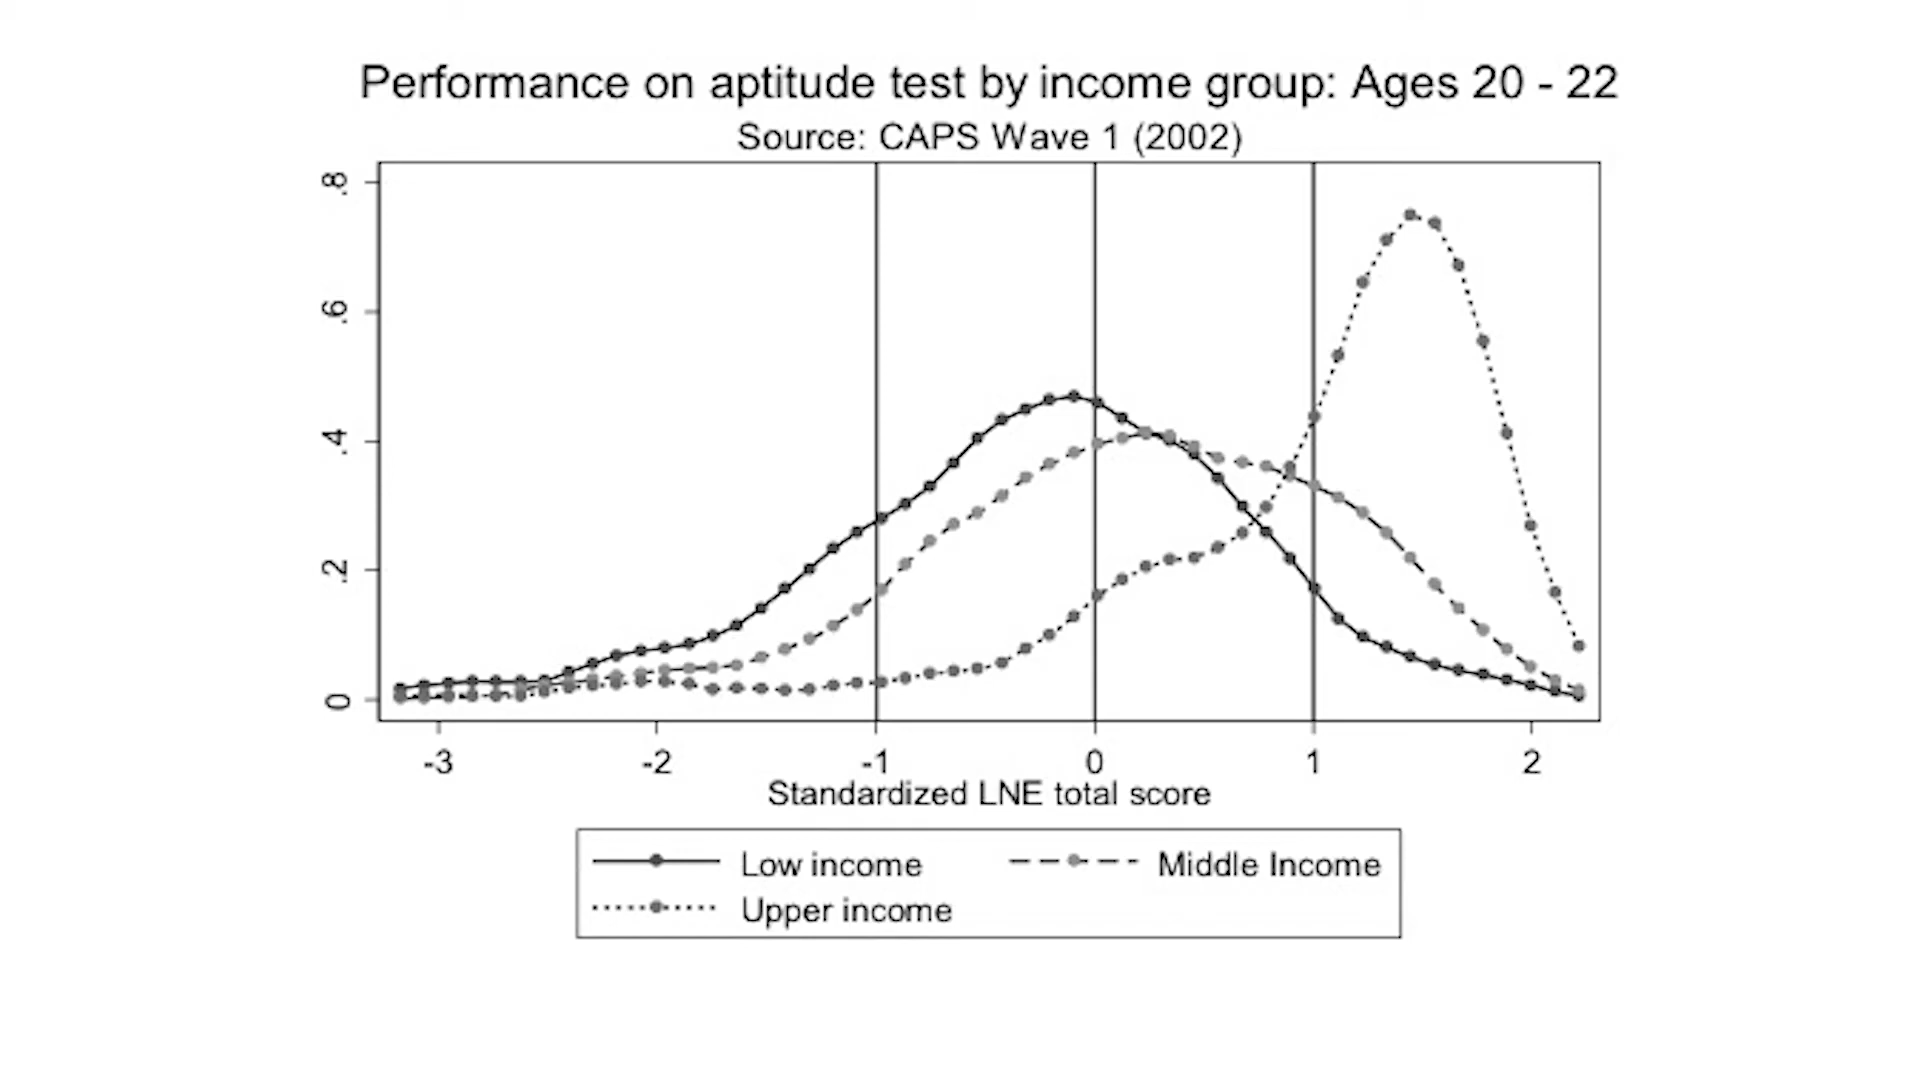 Performance on aptitude test by income group: Ages 20 - 22
Source: CAPS Wave 1 (2002)
.8
.6
.4
.2
0
-3 -2 -1 0 1 2
Standardized LNE total score
Low income Middle Income
Upper income